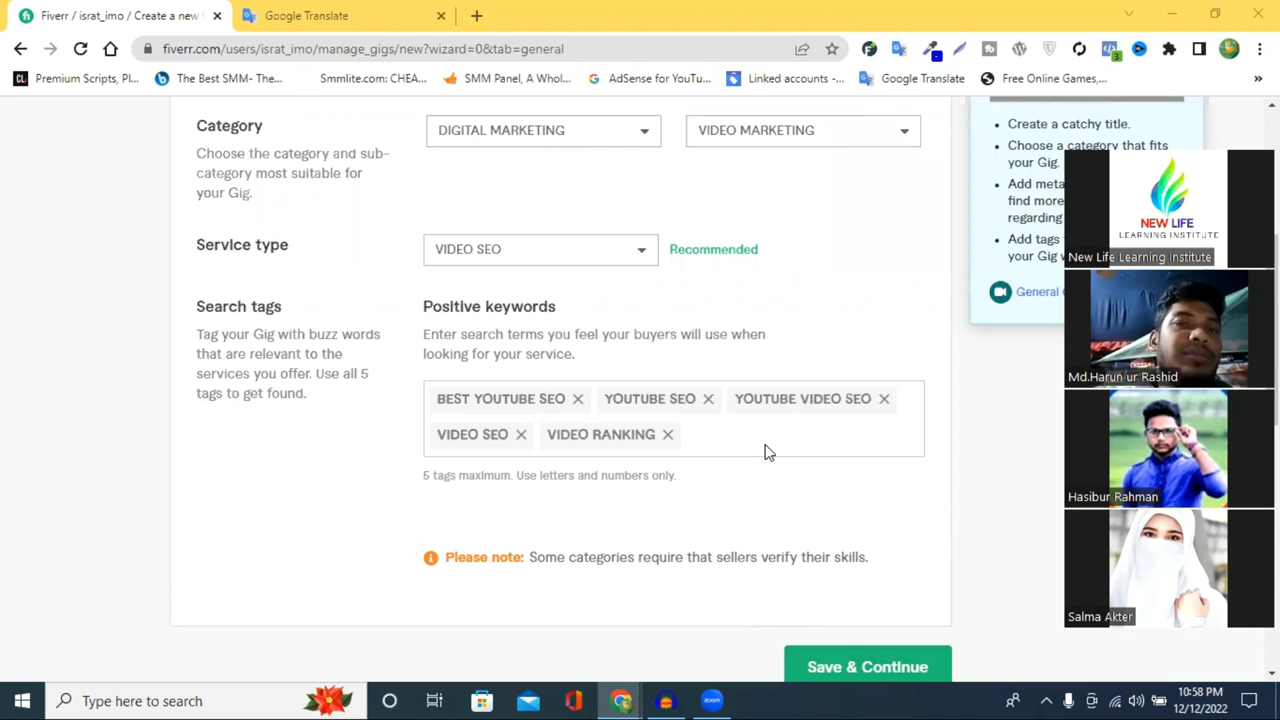 Fiverr / israt_imo / Create a new
Google Translate
fiverr.com/users/israt_imo/manage_gigs/new?wizard=0&tab=general
3
CL Premium Scripts, Pl...
The Best SMM- The...
Smmlite.com: CHEA...
SMM Panel, A Whol...
AdSense for YouTu...
Linked accounts -...
Google Translate
Free Online Games,...
»
Category
Choose the category and sub-
category most suitable for
your Gig.
DIGITAL MARKETING
VIDEO MARKETING
Service type
VIDEO SEO
Recommended
Search tags
Tag your Gig with buzz words
that are relevant to the
services you offer. Use all 5
tags to get found.
Positive keywords
Enter search terms you feel your buyers will use when
looking for your service.
BEST YOUTUBE SEO × YOUTUBE SEO × YOUTUBE VIDEO SEO ×
VIDEO SEO × VIDEO RANKING ×
5 tags maximum. Use letters and numbers only.
Please note: Some categories require that sellers verify their skills.
Save & Continue
• Create a catchy title.
• Choose a category that fits
your Gig.
• Add meta
find more
regarding
• Add tags
your Gig
General
NEW LIFE
LEARNING INSTITUTE
New Life Learning Institute
Md.Harun ur Rashid
Hasibur Rahman
Salma Akter
Type here to search
zoom
10:58 PM
12/12/2022